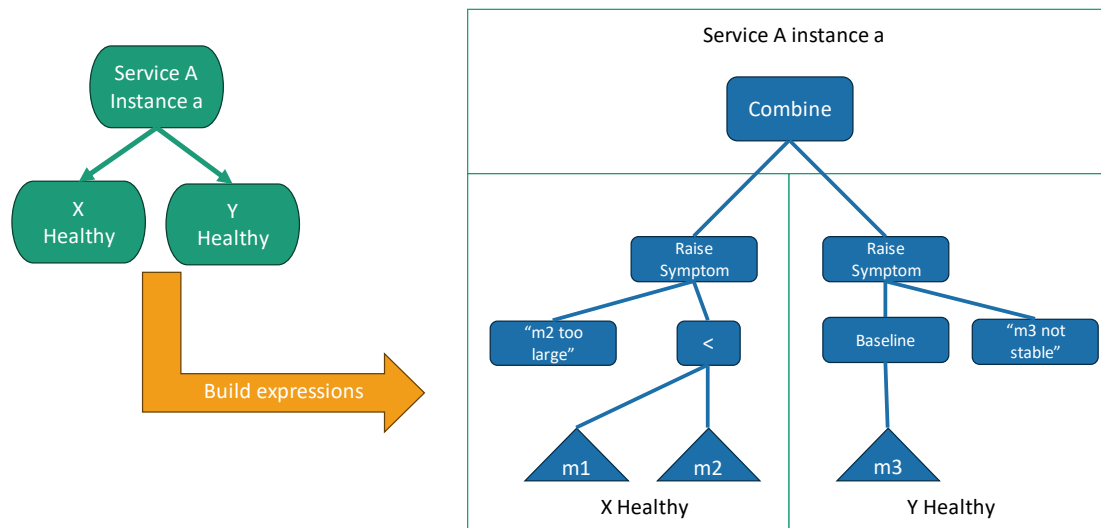 Service A
Instance a
X
Healthy
Y
Healthy
Build expressions
Service A instance a
Combine
Raise
Symptom
Raise
Symptom
“m2 too
large”
<
Baseline
“m3 not
stable”
m1
m2
m3
X Healthy
Y Healthy